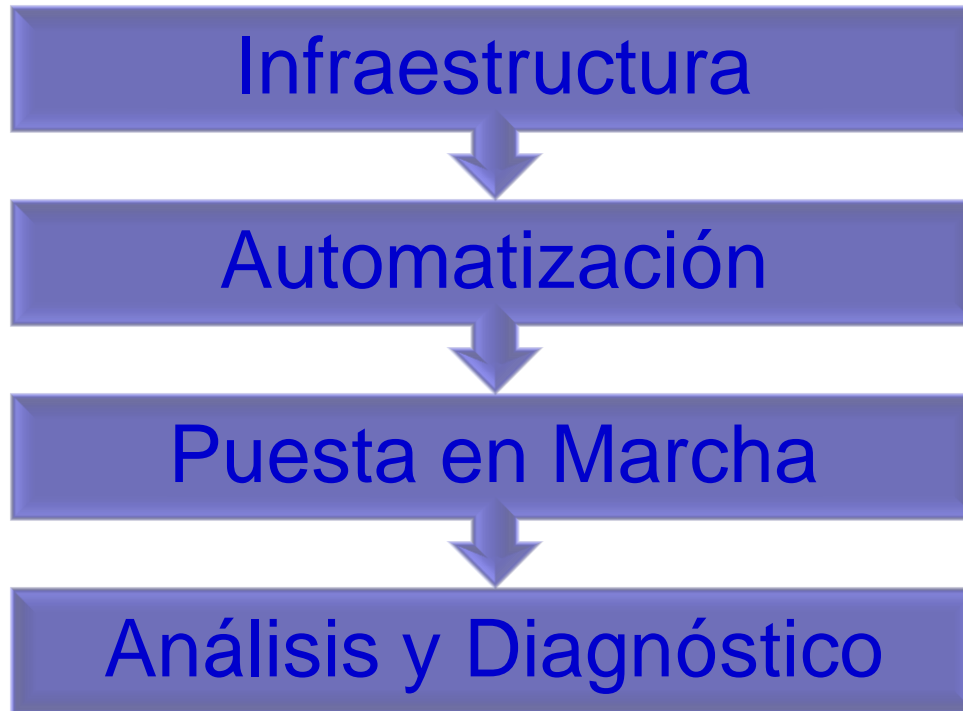 Infraestructura
Automatización
Puesta en Marcha
Análisis y Diagnóstico